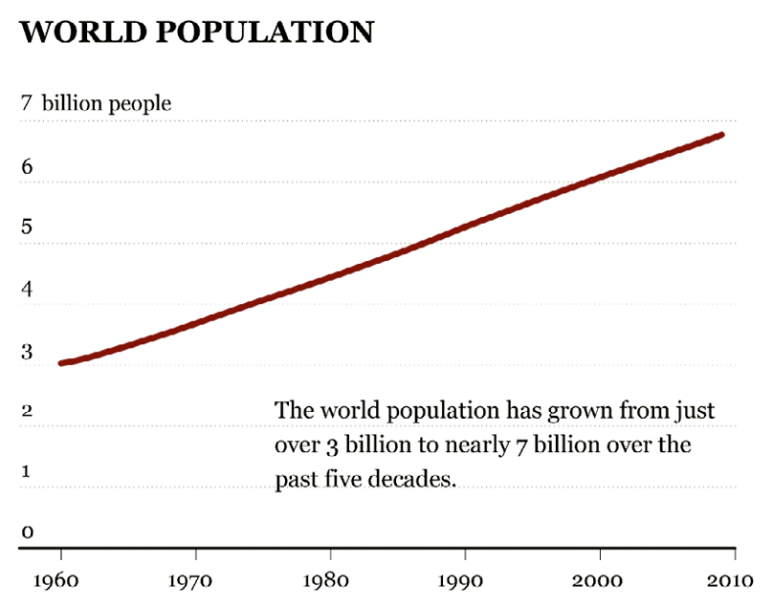 WORLD POPULATION
7 billion people
6
5
4
3
2
The world population has grown from just
over 3 billion to nearly 7 billion over the
past five decades.
1
0
1960 1970 1980 1990 2000 2010